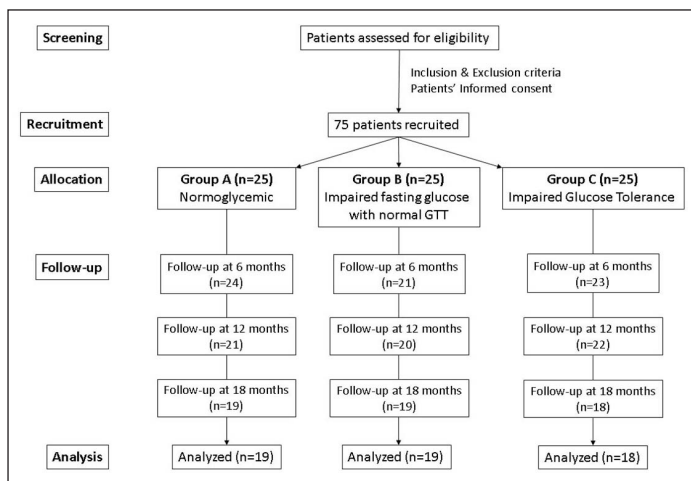 Screening
Patients assessed for eligibility
Inclusion & Exclusion criteria
Patients' Informed consent
Recruitment
75 patients recruited
Allocation
Group A (n=25)
Normoglycemic
Group B (n=25)
Impaired fasting glucose
with normal GTT
Group C (n=25)
Impaired Glucose Tolerance
Follow-up
Follow-up at 6 months
(n=24)
Follow-up at 6 months
(n=21)
Follow-up at 6 months
(n=23)
Follow-up at 12 months
(n=21)
Follow-up at 12 months
(n=20)
Follow-up at 12 months
(n=22)
Follow-up at 18 months
(n=19)
Follow-up at 18 months
(n=19)
Follow-up at 18 months
(n=18)
Analysis
Analyzed (n=19)
Analyzed (n=19)
Analyzed (n=18)